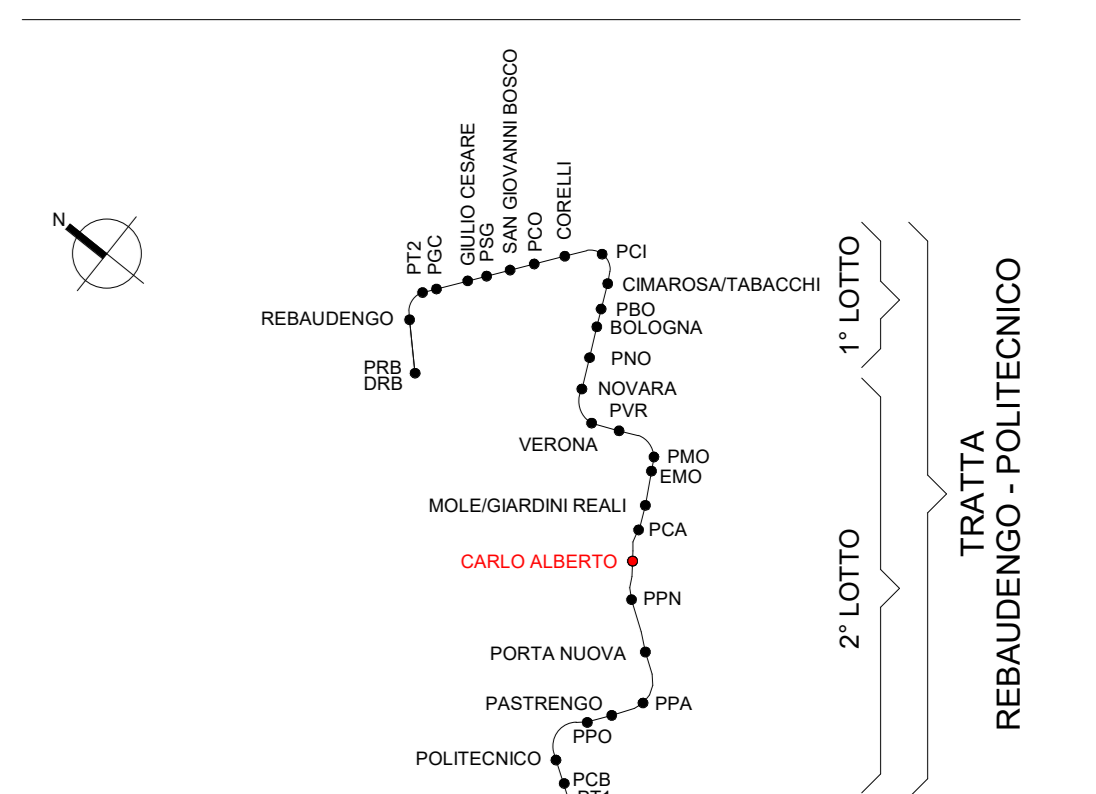 N
PT2
PGC
GIULIO CESARE
PSG
SAN GIOVANNI BOSCO
PCO
CORELLI
PCI
CIMAROSA/TABACCHI
PBO
BOLOGNA
REBAUDENGO
PNO
PRB
DRB
NOVARA
PVR
VERONA
PMO
EMO
MOLE/GIARDINI REALI
PCA
CARLO ALBERTO
PPN
PORTA NUOVA
PASTRENGO
PPA
PPO
POLITECNICO
PCB
PT1
1° LOTTO
2° LOTTO
TRATTA
REBAUDENGO - POLITECNICO